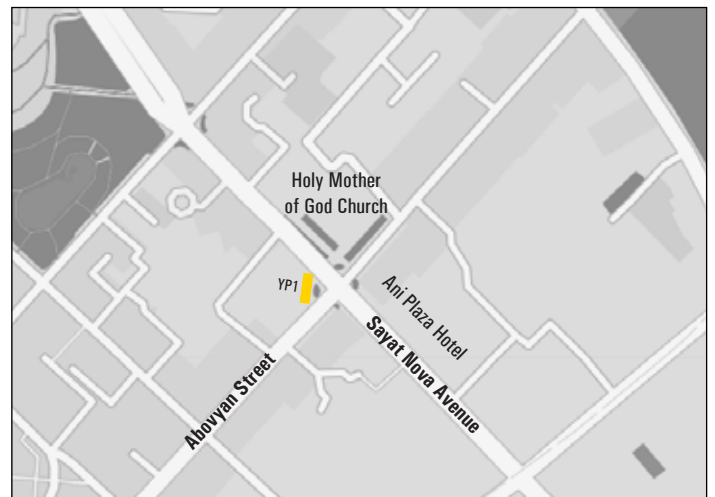 Holy Mother
of God Church
YP1
Ani Plaza Hotel
Sayat Nova Avenue
Abovyan Street